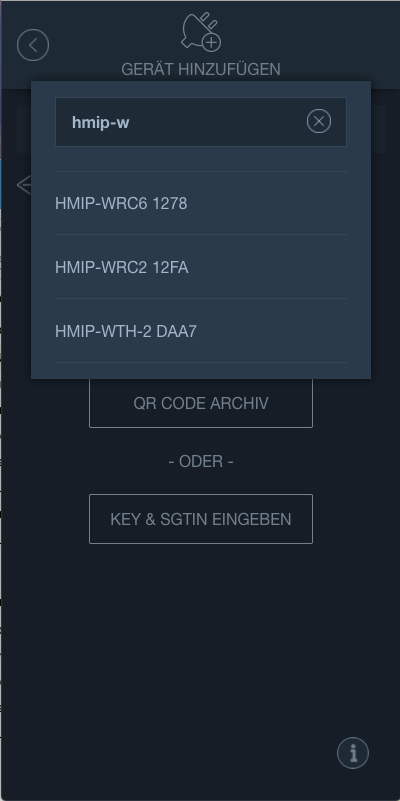 GERÄT HINZUFÜGEN
hmip-w
HMIP-WRC6 1278
HMIP-WRC2 12FA
HMIP-WTH-2 DAA7
QR CODE ARCHIV
- ODER -
KEY & SGTIN EINGEBEN
i